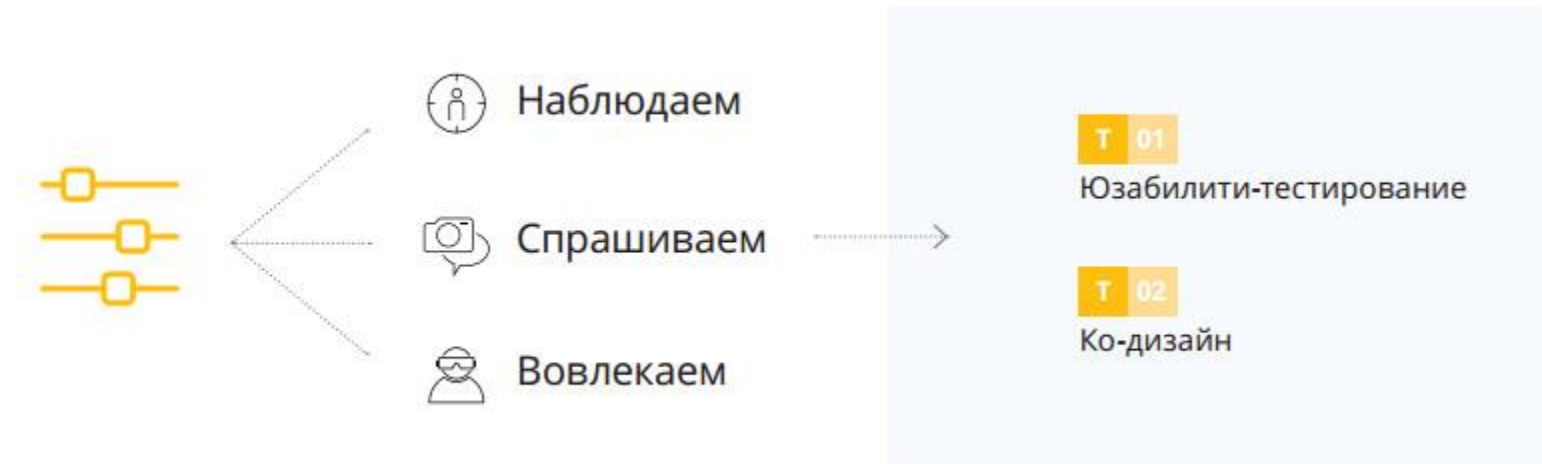 Наблюдаем
Спрашиваем
Вовлекаем
Т 01
Юзабилити-тестирование
Т 02
Ко-дизайн